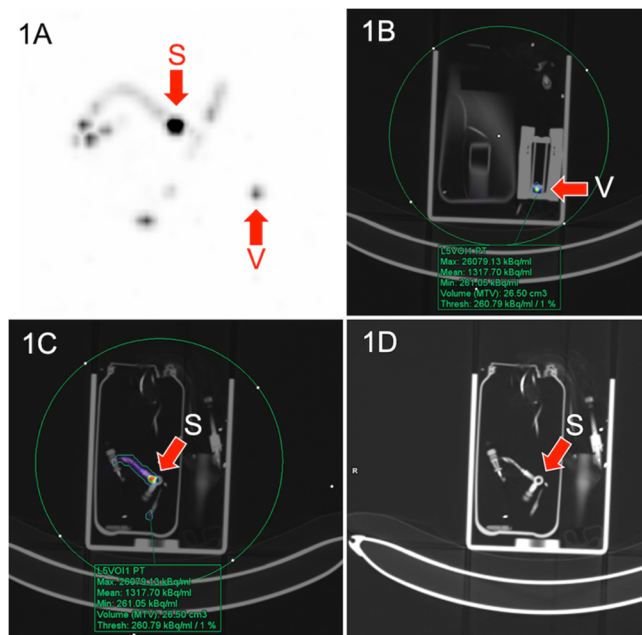 1A
S
V
1B
V
L5VOI1 PT
Max: 26079.13 kBq/ml
Mean: 1317.70 kBq/ml
Min: 261.05 kBq/ml
Volume (MTV): 26.50 cm3
Thresh: 260.79 kBq/ml / 1 %
1C
S
L5VOI1 PT
Max: 26079.13 kBq/ml
Mean: 1317.70 kBq/ml
Min: 261.05 kBq/ml
Volume (MTV): 26.50 cm3
Thresh: 260.79 kBq/ml / 1 %
1D
S
R